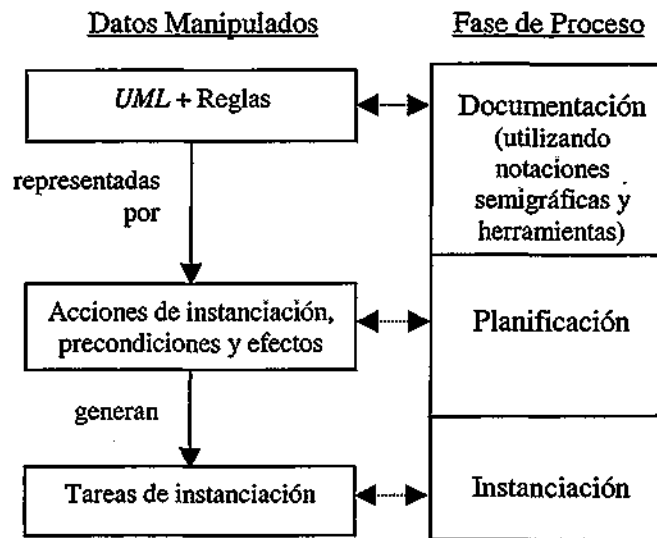 Datos Manipulados
Fase de Proceso
UML + Reglas
representadas
por
Acciones de instanciación,
precondiciones y efectos
generan
Tareas de instanciación
Documentación
(utilizando
notaciones
semigráficas y
herramientas)
Planificación
Instanciación